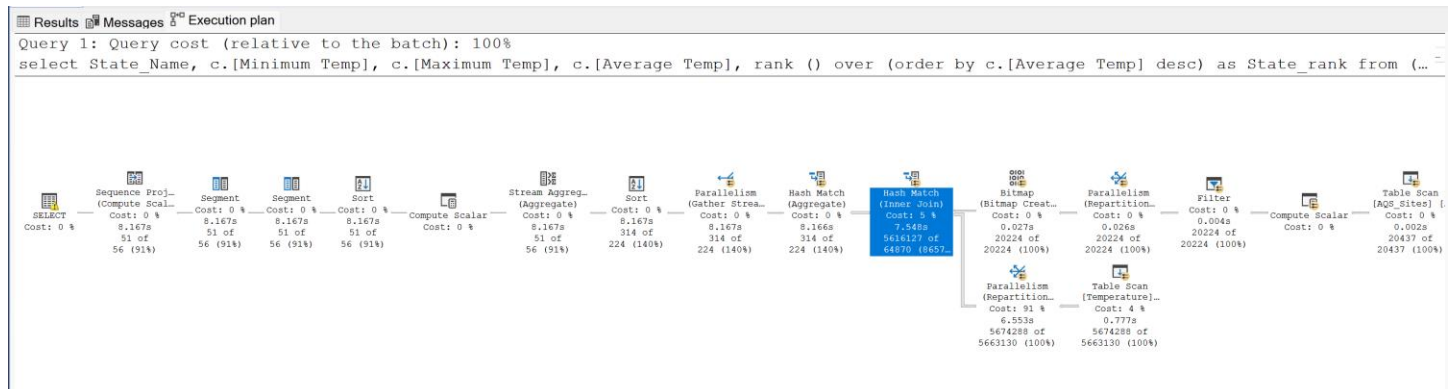 Results Messages Execution plan
Query 1: Query cost (relative to the batch): 100%
select State_Name, c.[Minimum Temp], c.[Maximum Temp], c.[Average Temp], rank () over (order by c.[Average Temp] desc) as State_rank from (…
SELECT
Cost: 0 %
Sequence Proj…
(Compute Scal…
Cost: 0 %
8.167s
51 of
56 (91%)
Segment
Cost: 0 %
8.167s
51 of
56 (91%)
Segment
Cost: 0 %
8.167s
51 of
56 (91%)
Sort
Cost: 0 %
8.167s
51 of
56 (91%)
Compute Scalar
Cost: 0 %
Stream Aggreg…
(Aggregate)
Cost: 0 %
8.167s
51 of
56 (91%)
Sort
Cost: 0 %
8.167s
314 of
224 (140%)
Parallelism
(Gather Strea…
Cost: 0 %
8.167s
314 of
224 (140%)
Hash Match
(Aggregate)
Cost: 0 %
8.166s
314 of
224 (140%)
Hash Match
(Inner Join)
Cost: 5 %
7.548s
5616127 of
64870 (8657…
Bitmap
(Bitmap Creat…
Cost: 0 %
0.027s
20224 of
20224 (100%)
Parallelism
(Repartition…
Cost: 0 %
0.026s
20224 of
20224 (100%)
Filter
Cost: 0 %
0.004s
20224 of
20224 (100%)
Compute Scalar
Cost: 0 %
Table Scan
[AQS_Sites] [.
Cost: 0 %
0.002s
20437 of
20437 (100%)
Parallelism
(Repartition…
Cost: 91 %
6.553s
5674288 of
5663130 (100%)
Table Scan
[Temperature]…
Cost: 4 %
0.777s
5674288 of
5663130 (100%)